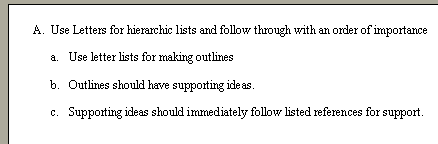 A. Use Letters for hierarchic lists and follow through with an order of importance
a. Use letter lists for making outlines
b. Outlines should have supporting ideas.
c. Supporting ideas should immediately follow listed references for support.